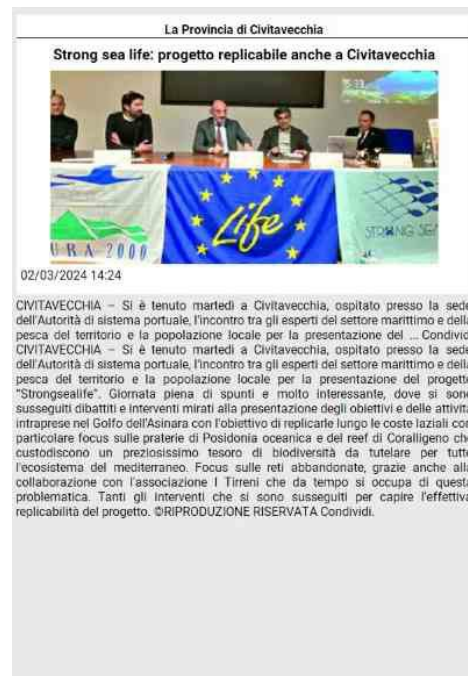 La Provincia di Civitavecchia
Strong sea life: progetto replicabile anche a Civitavecchia
URA 2000
Life
STRONG SEA
02/03/2024 14:24
CIVITAVECCHIA – Si è tenuto martedì a Civitavecchia, ospitato presso la sede
dell'Autorità di sistema portuale, l'incontro tra gli esperti del settore marittimo e della
pesca del territorio e la popolazione locale per la presentazione del ... Condivid
CIVITAVECCHIA – Si è tenuto martedì a Civitavecchia, ospitato presso la sede
dell'Autorità di sistema portuale, l'incontro tra gli esperti del settore marittimo e della
pesca del territorio e la popolazione locale per la presentazione del progetto
"Strongsealife". Giornata piena di spunti e molto interessante, dove si sono
susseguiti dibattiti e interventi mirati alla presentazione degli obiettivi e delle attività
intraprese nel Golfo dell'Asinara con l'obiettivo di replicarle lungo le coste laziali con
particolare focus sulle praterie di Posidonia oceanica e del reef di Coralligeno che
custodiscono un preziosissimo tesoro di biodiversità da tutelare per tutto
l'ecosistema del mediterraneo. Focus sulle reti abbandonate, grazie anche alla
collaborazione con l'associazione I Tirreni che da tempo si occupa di questa
problematica. Tanti gli interventi che si sono susseguiti per capire l'effettiva
replicabilità del progetto. ©RIPRODUZIONE RISERVATA Condividi.